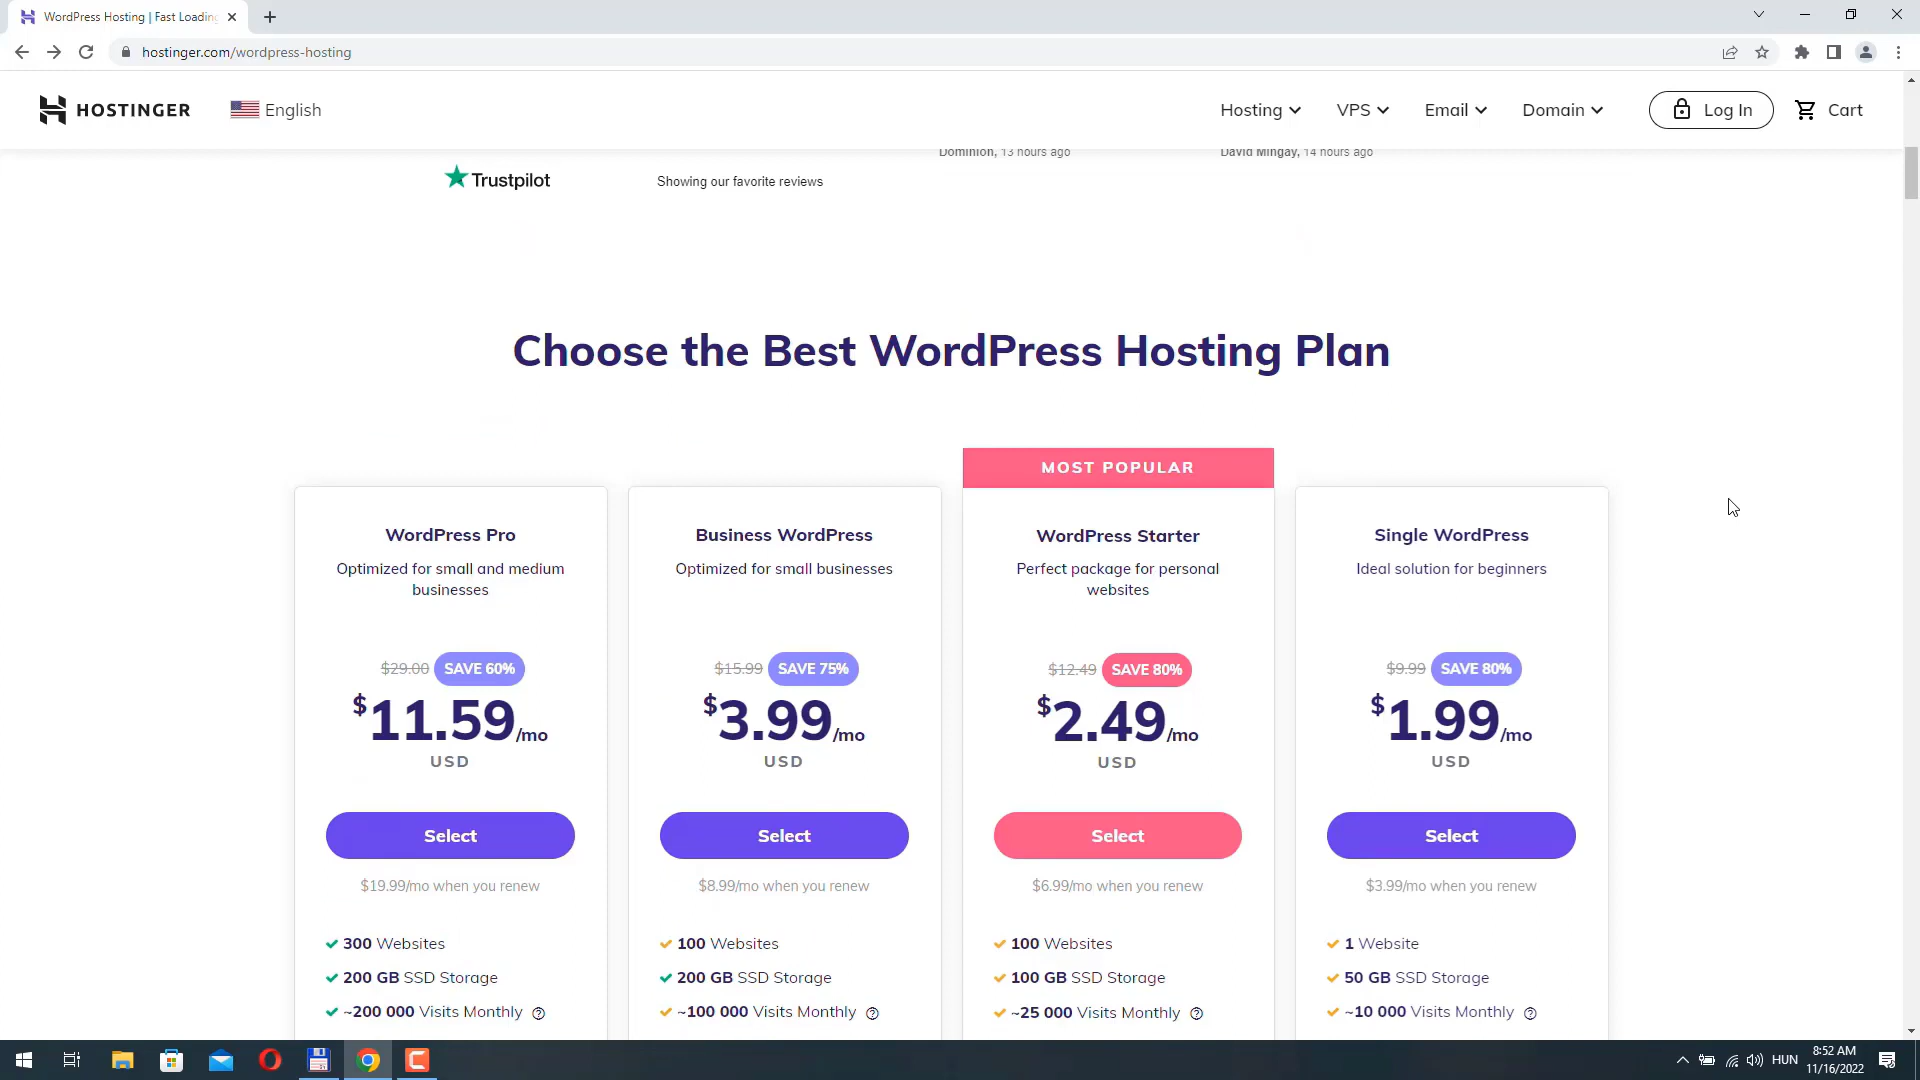 WordPress Hosting | Fast Loading
hostinger.com/wordpress-hosting
HOSTINGER
English
Hosting
VPS
Email
Domain
Log In
Cart
Dominion, 13 hours ago
David Mingay, 14 hours ago
Trustpilot
Showing our favorite reviews
Choose the Best WordPress Hosting Plan
MOST POPULAR
WordPress Pro
Optimized for small and medium
businesses
$29.00 SAVE 60%
$11.59/mo
USD
Select
$19.99/mo when you renew
300 Websites
200 GB SSD Storage
~200 000 Visits Monthly
Business WordPress
Optimized for small businesses
$15.99 SAVE 75%
$3.99/mo
USD
Select
$8.99/mo when you renew
100 Websites
200 GB SSD Storage
~100 000 Visits Monthly
WordPress Starter
Perfect package for personal
websites
$12.49 SAVE 80%
$2.49/mo
USD
Select
$6.99/mo when you renew
100 Websites
100 GB SSD Storage
~25 000 Visits Monthly
Single WordPress
Ideal solution for beginners
$9.99 SAVE 80%
$1.99/mo
USD
Select
$3.99/mo when you renew
1 Website
50 GB SSD Storage
~10 000 Visits Monthly
HUN
8:52 AM
11/16/2022